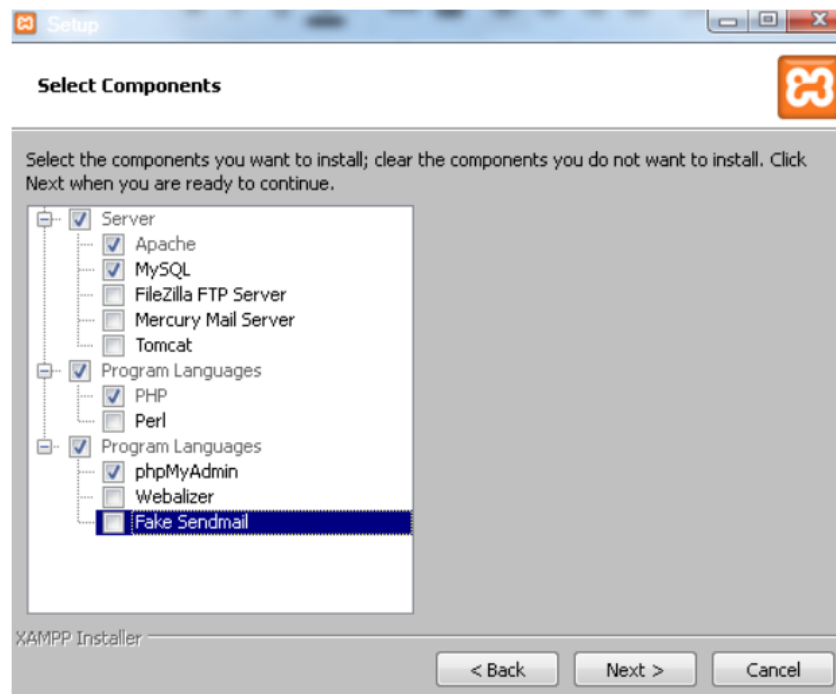 Setup
Select Components
Select the components you want to install; clear the components you do not want to install. Click
Next when you are ready to continue.
Server
Apache
MySQL
FileZilla FTP Server
Mercury Mail Server
Tomcat
Program Languages
PHP
Perl
Program Languages
phpMyAdmin
Webalizer
Fake Sendmail
XAMPP Installer
< Back Next > Cancel